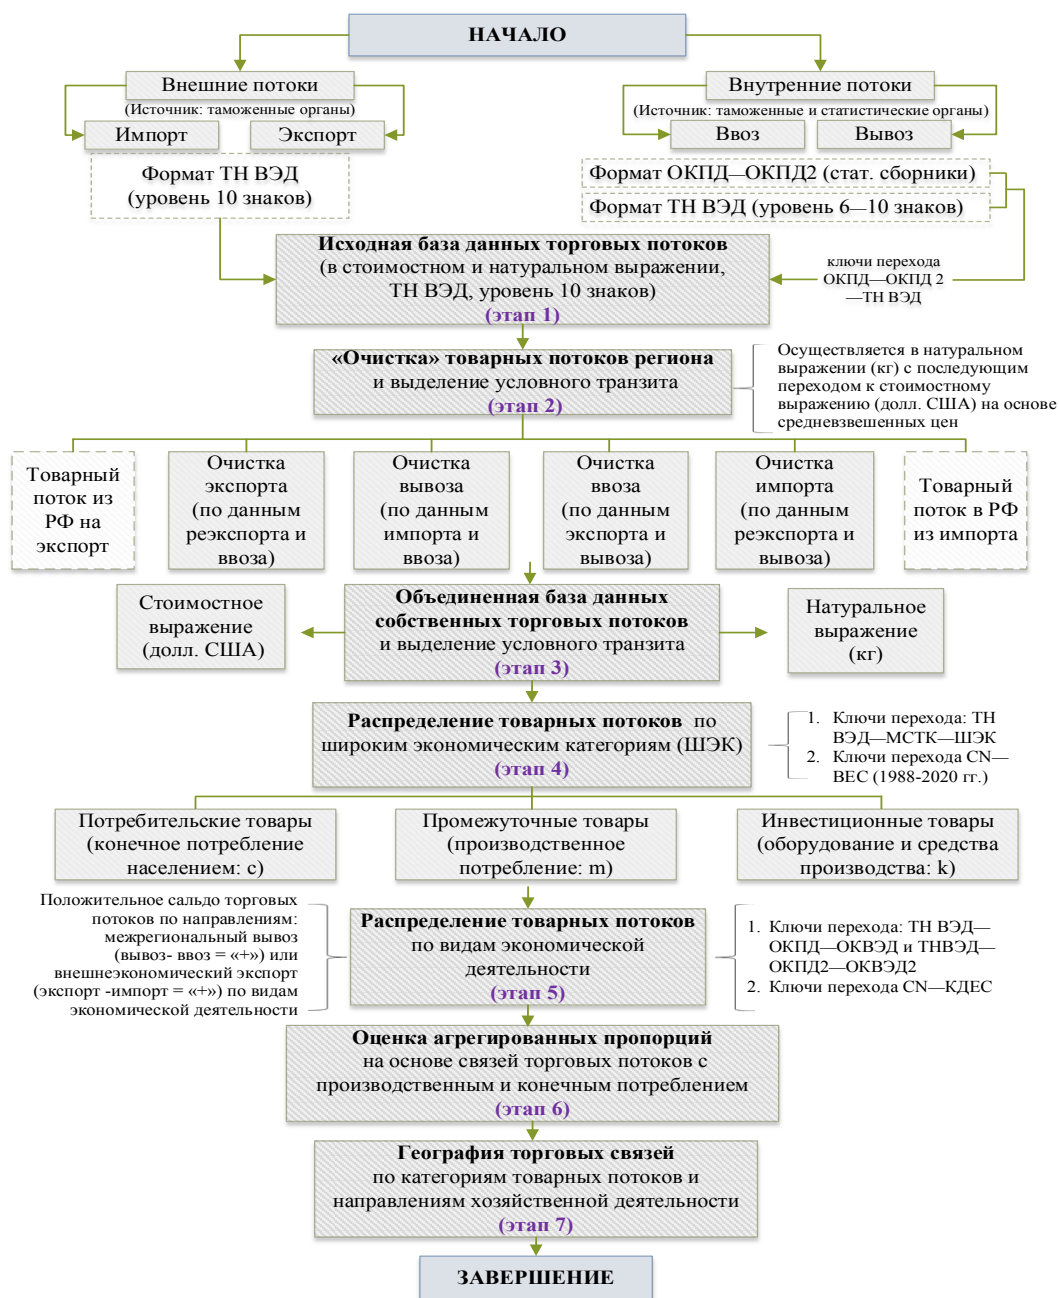 НАЧАЛО
Внешние потоки
(Источник: таможенные органы)
Импорт
Экспорт
Формат ТН ВЭД
(уровень 10 знаков)
Внутренние потоки
(Источник: таможенные и статистические органы)
Ввоз
Вывоз
Формат ОКПД—ОКПД2 (стат. сборники)
Формат ТН ВЭД (уровень 6—10 знаков)
ключи перехода
ОКПД—ОКПД 2
—ТН ВЭД
Исходная база данных торговых потоков
(в стоимостном и натуральном выражении,
ТН ВЭД, уровень 10 знаков)
(этап 1)
«Очистка» товарных потоков региона
и выделение условного транзита
(этап 2)
Осуществляется в натуральном
выражении (кг) с последующим
переходом к стоимостному
выражению (долл. США) на основе
средневзвешенных цен
Товарный
поток из
РФ на
экспорт
Очистка
экспорта
(по данным
реэкспорта и
ввоза)
Очистка
вывоза
(по данным
импорта и
ввоза)
Очистка
ввоза
(по данным
экспорта и
вывоза)
Очистка
импорта
(по данным
реэкспорта и
вывоза)
Товарный
поток в РФ
из импорта
Стоимостное
выражение
(долл. США)
Объединенная база данных
собственных торговых потоков
и выделение условного транзита
(этап 3)
Натуральное
выражение
(кг)
Распределение товарных потоков по
широким экономическим категориям (ШЭК)
(этап 4)
1. Ключи перехода: ТН
ВЭД—МСТК—ШЭК
2. Ключи перехода CN—
BEC (1988-2020 гг.)
Потребительские товары
(конечное потребление
населением: c)
Промежуточные товары
(производственное
потребление: m)
Инвестиционные товары
(оборудование и средства
производства: k)
Положительное сальдо торговых
потоков по направлениям:
межрегиональный вывоз
(вывоз- ввоз = «+») или
внешнеэкономический экспорт
(экспорт -импорт = «+») по видам
экономической деятельности
Распределение товарных потоков
по видам экономической
деятельности
(этап 5)
1. Ключи перехода: ТН ВЭД—
ОКПД—ОКВЭД и ТНВЭД—
ОКПД2—ОКВЭД2
2. Ключи перехода CN—КДЕС
Оценка агрегированных пропорций
на основе связей торговых потоков с
производственным и конечным потреблением
(этап 6)
География торговых связей
по категориям товарных потоков и
направлениям хозяйственной деятельности
(этап 7)
ЗАВЕРШЕНИЕ